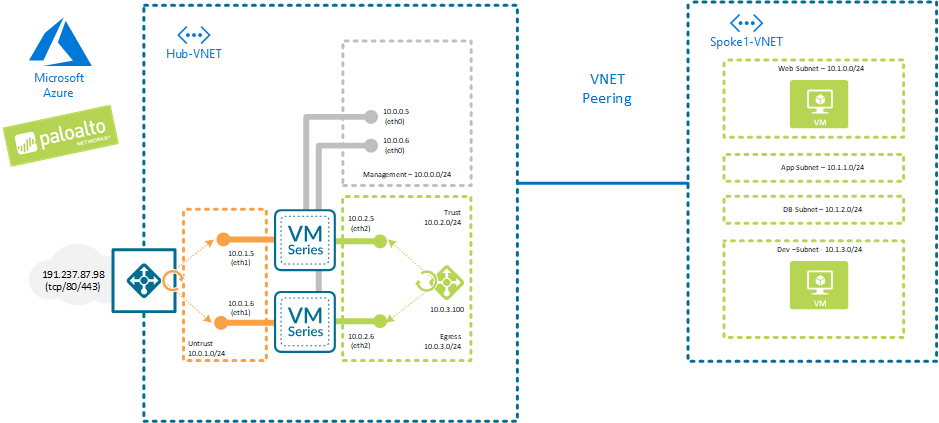 Microsoft
Azure
paloalto
NETWORKS®
191.237.87.98
(tcp/80/443)
Hub-VNET
10.0.0.5
(eth0)
10.0.0.6
(eth0)
Management – 10.0.0.0/24
VM
Series
VM
Series
10.0.1.5
(eth1)
10.0.1.6
(eth1)
Untrust
10.0.1.0/24
10.0.2.5
(eth2)
Trust
10.0.2.0/24
10.0.3.100
10.0.2.6
(eth2)
Egress
10.0.3.0/24
VNET
Peering
Spoke1-VNET
Web-Subnet – 10.1.0.0/24
VM
App-Subnet – 10.1.1.0/24
DB-Subnet – 10.1.2.0/24
Dev –Subnet - 10.1.3.0/24
VM